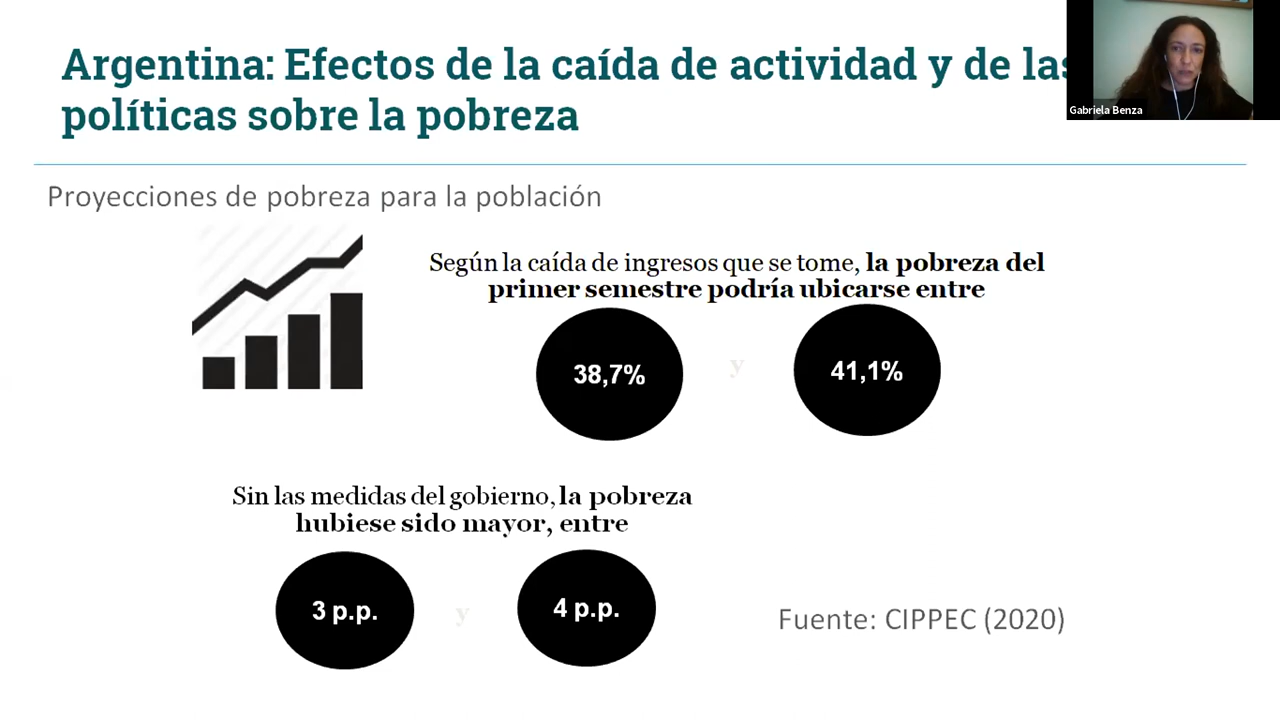 Argentina: Efectos de la caída de actividad y de las
políticas sobre la pobreza
Gabriela Benza
Proyecciones de pobreza para la población
Según la caída de ingresos que se tome, la pobreza del
primer semestre podría ubicarse entre
38,7% y 41,1%
Sin las medidas del gobierno, la pobreza
hubiese sido mayor, entre
3 p.p. y 4 p.p.
Fuente: CIPPEC (2020)